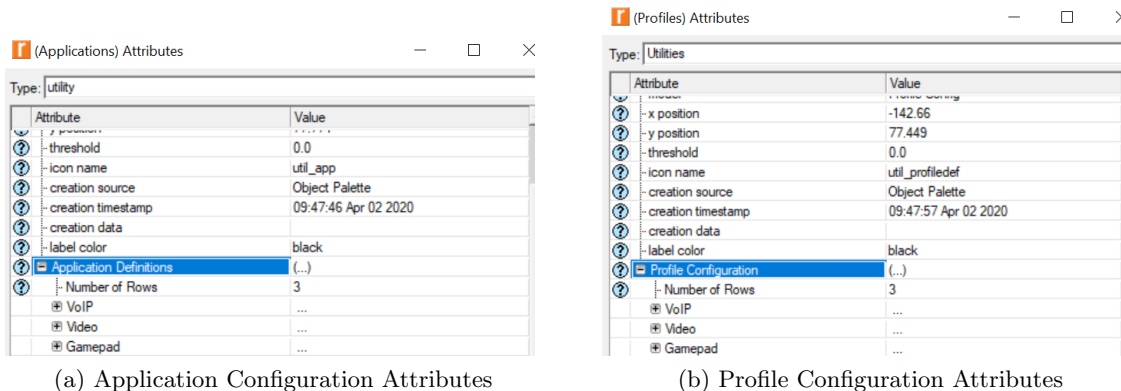 (Applications) Attributes
Type: utility
Attribute Value
y position
threshold 0.0
icon name util_app
creation source Object Palette
creation timestamp 09:47:46 Apr 02 2020
creation data
label color black
Application Definitions (...)
Number of Rows 3
VoIP ...
Video ...
Gamepad ...
(a) Application Configuration Attributes
(Profiles) Attributes
Type: Utilities
Attribute Value
model Profile Config
x position -142.66
y position 77.449
threshold 0.0
icon name util_profiledef
creation source Object Palette
creation timestamp 09:47:57 Apr 02 2020
creation data
label color black
Profile Configuration (...)
Number of Rows 3
VoIP ...
Video ...
Gamepad ...
(b) Profile Configuration Attributes